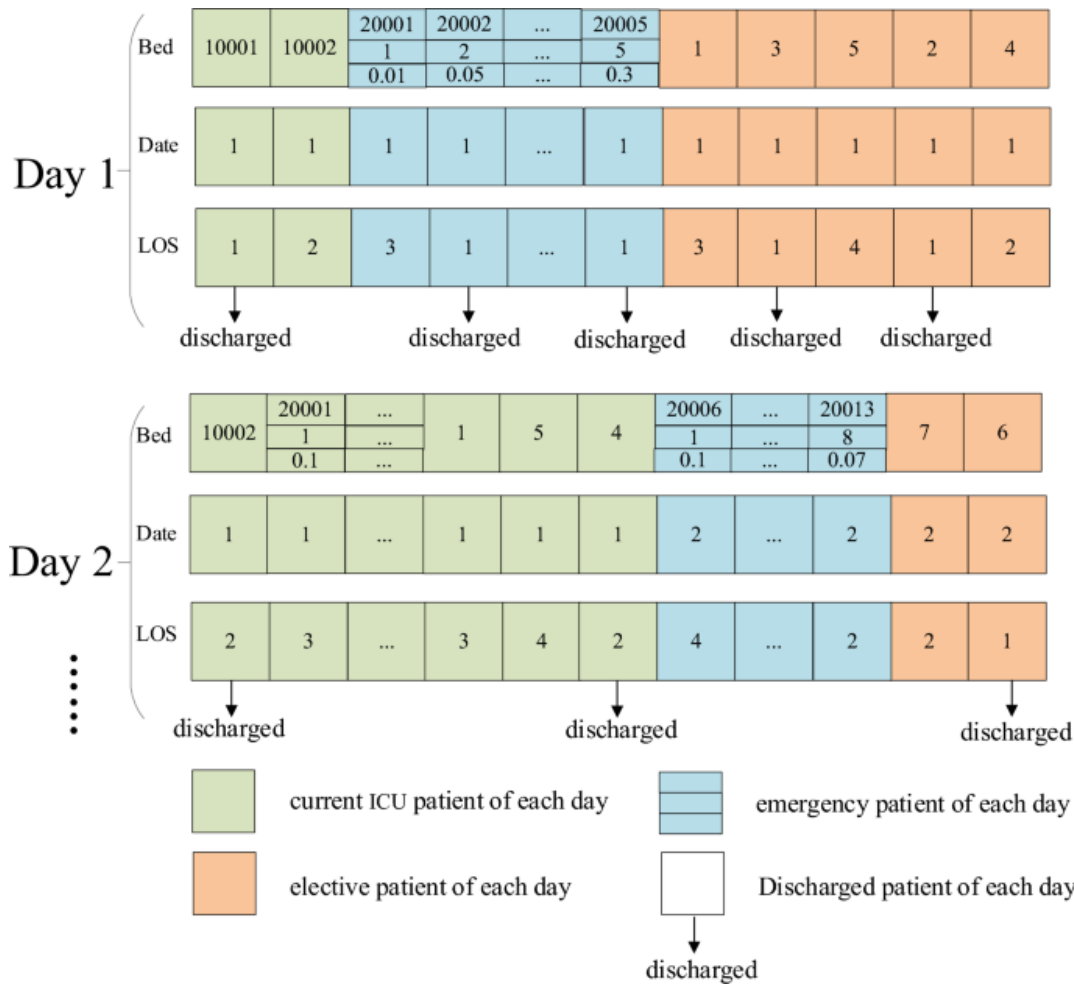 Day 1
Bed
10001 10002 20001 20002 ... 20005 1 3 5 2 4
1 2 ... 5
0.01 0.05 ... 0.3
Date
1 1 1 1 ... 1 1 1 1 1 1
LOS
1 2 3 1 ... 1 3 1 4 1 2
discharged discharged discharged discharged discharged
Day 2
Bed
10002 20001 ... 1 5 4 20006 ... 20013 7 6
1 ... 1 ... 8
0.1 ... 0.1 ... 0.07
Date
1 1 ... 1 1 1 2 ... 2 2 2
LOS
2 3 ... 3 4 2 4 ... 2 2 1
discharged discharged discharged
current ICU patient of each day
emergency patient of each day
elective patient of each day
Discharged patient of each day
discharged